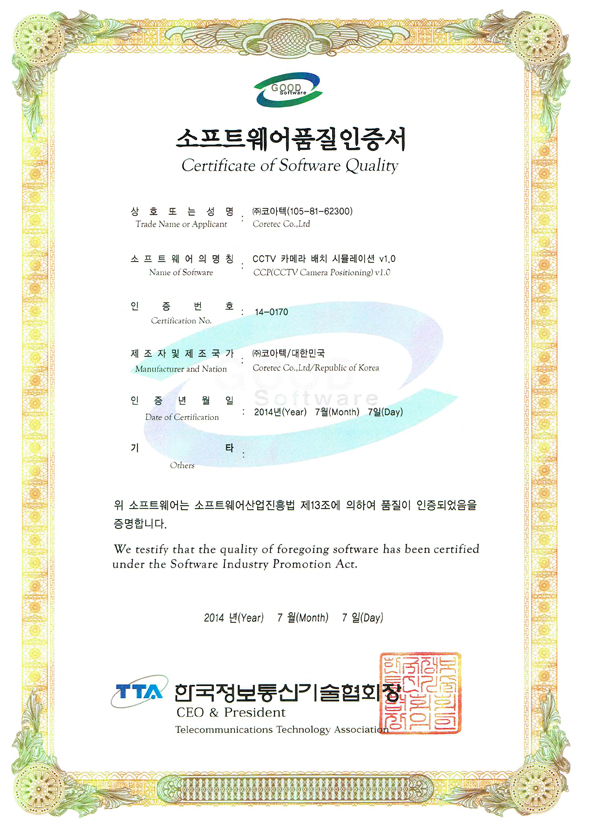 GOOD
Software
소프트웨어품질인증서
Certificate of Software Quality
상 호 또 는 성 명 : ㈜코아텍(105-81-62300)
Trade Name or Applicant Coretec Co.,Ltd
소 프 트 웨 어 의 명 칭 : CCTV 카메라 배치 시뮬레이션 v1.0
Name of Software CCP(CCTV Camera Positioning) v1.0
인 증 번 호 : 14-0170
Certification No.
제 조 자 및 제 조 국 가 : ㈜코아텍/대한민국
Manufacturer and Nation Coretec Co.,Ltd/Republic of Korea
GOOD
Software
인 증 년 월 일 : 2014년(Year) 7월(Month) 7일(Day)
Date of Certification
기 타 :
Others
위 소프트웨어는 소프트웨어산업진흥법 제13조에 의하여 품질이 인증되었음을
증명합니다.
We testify that the quality of foregoing software has been certified
under the Software Industry Promotion Act.
2014 년(Year) 7 월(Month) 7 일(Day)
TTA 한국정보통신기술협회장
CEO & President
Telecommunications Technology Association